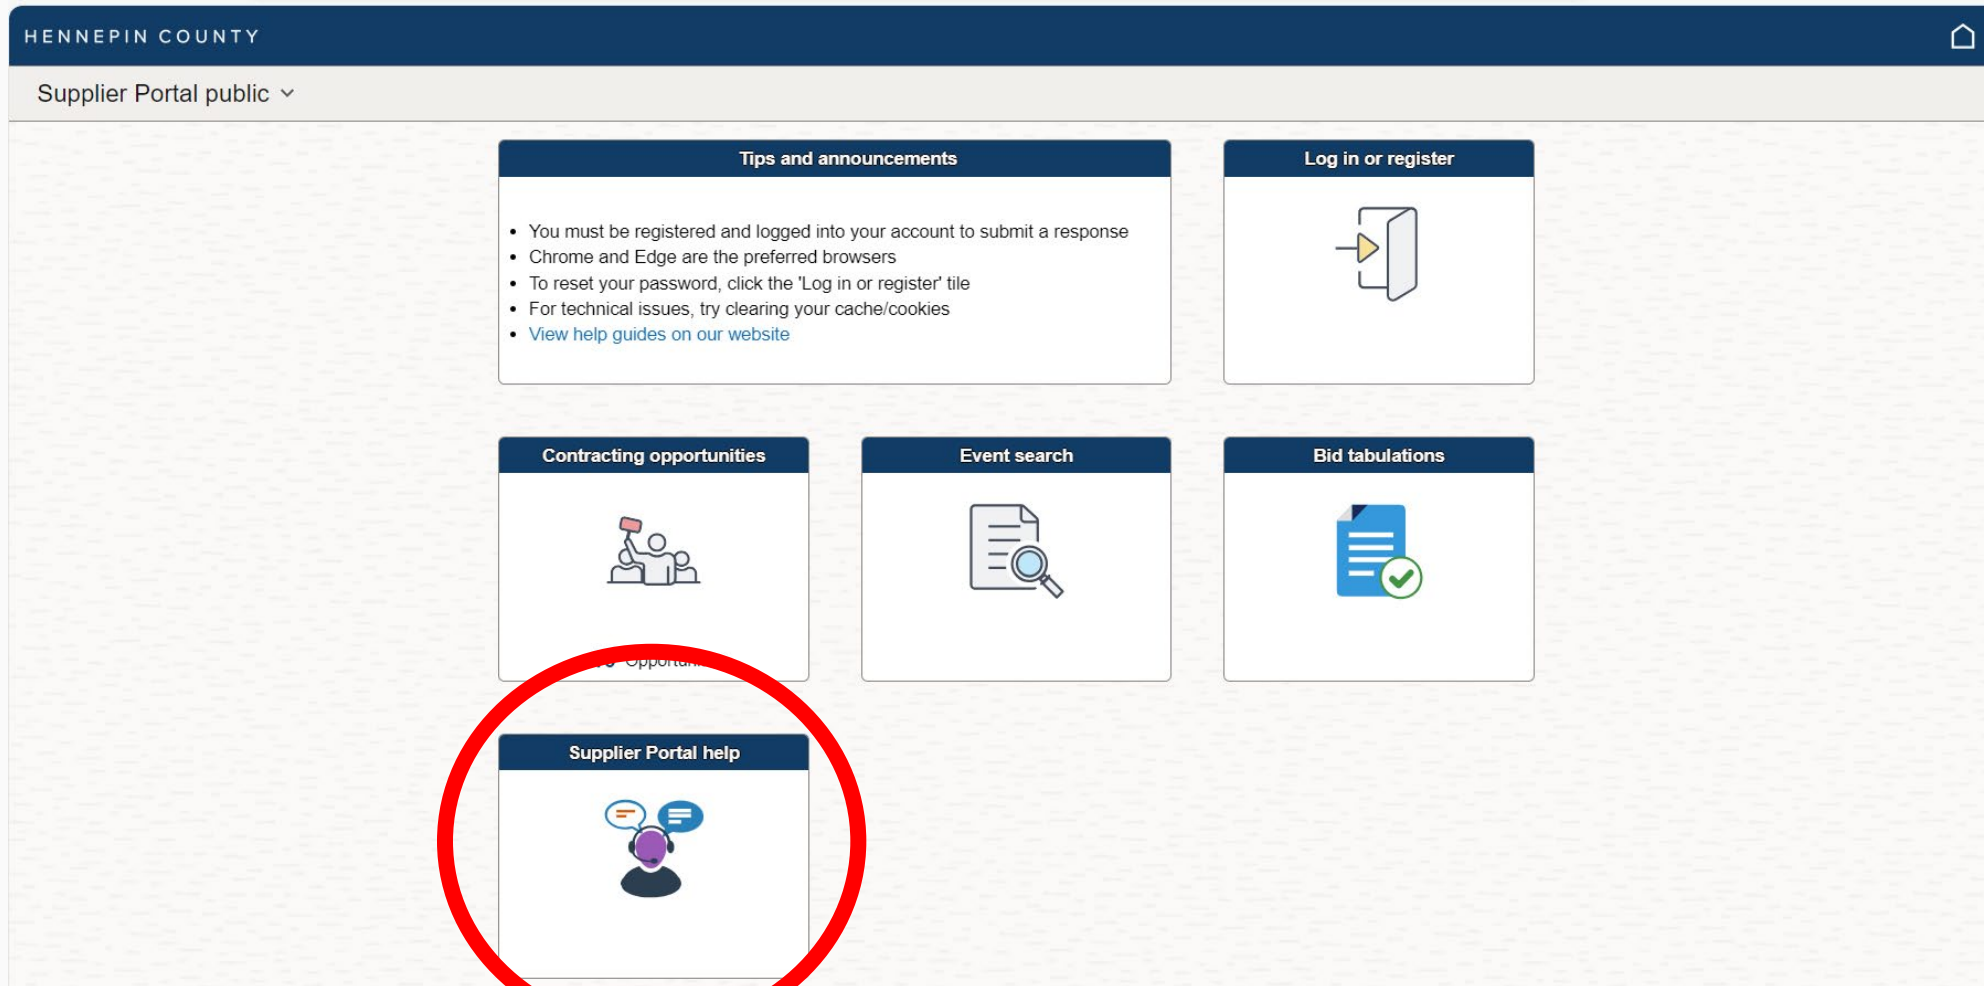 HENNEPIN COUNTY
Supplier Portal public
Tips and announcements
• You must be registered and logged into your account to submit a response
• Chrome and Edge are the preferred browsers
• To reset your password, click the 'Log in or register' tile
• For technical issues, try clearing your cache/cookies
• View help guides on our website
Log in or register
Contracting opportunities
Event search
Bid tabulations
Supplier Portal help